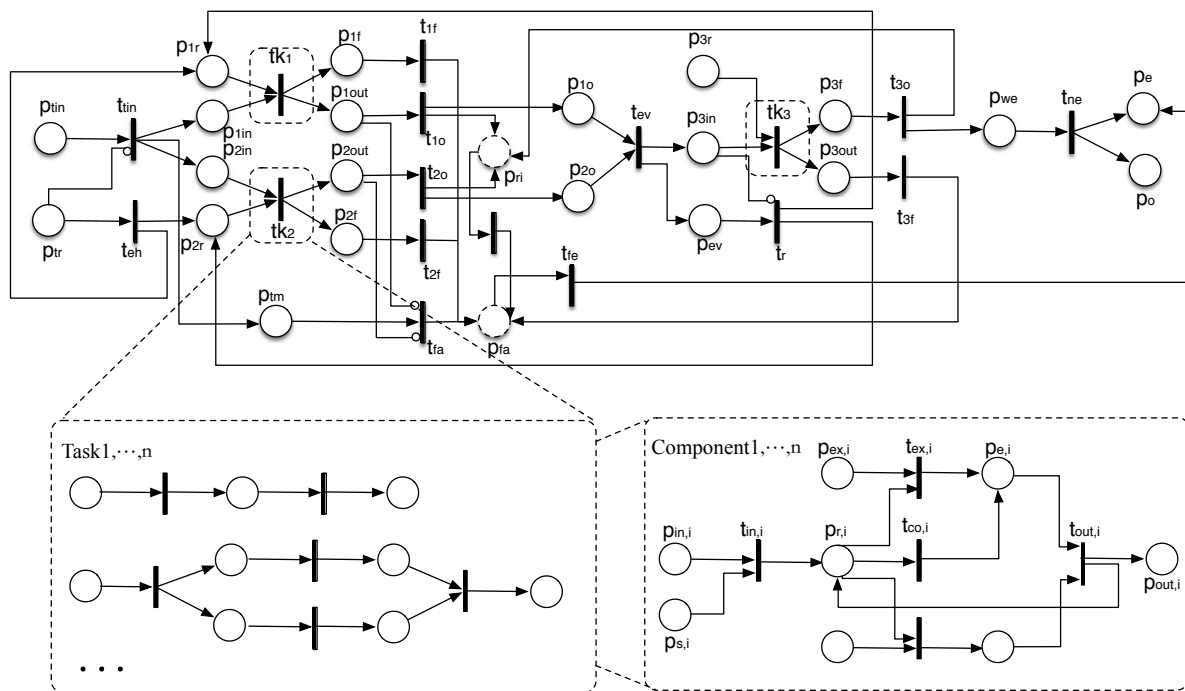 p1r
tk1
p1f
t1f
p3r
ptin
ttin
p1in
p1out
t1o
p1o
tev
p3in
tk3
p3f
t3o
pwe
tne
pe
p2in
p2out
t2o
pri
p2o
p3out
t3f
po
ptr
teh
p2r
tk2
p2f
t2f
pev
tr
tfe
ptm
tfa
pfa
Task1,···,n
Component1,···,n
pex,i
tex,i
pe,i
pin,i
tin,i
pr,i
tco,i
tout,i
pout,i
ps,i
• • •